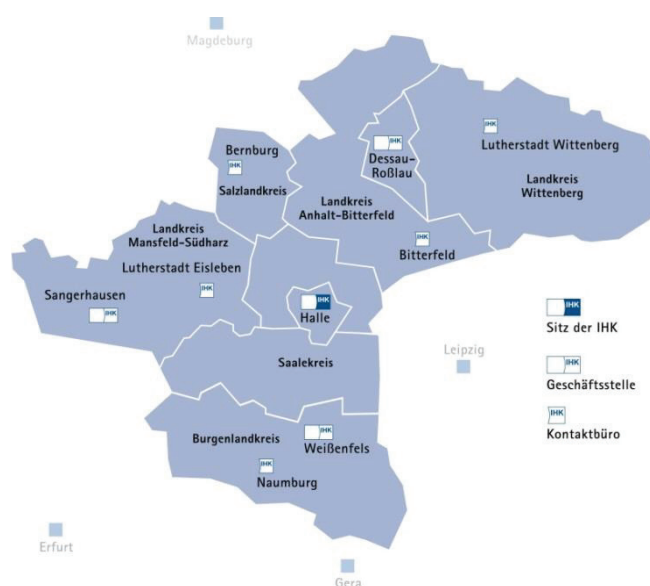 Magdeburg
IHK
Bernburg
IHK
Salzlandkreis
IHK
Dessau-
Roßlau
IHK
Lutherstadt Wittenberg
Landkreis
Wittenberg
Landkreis
Anhalt-Bitterfeld
IHK
Bitterfeld
Landkreis
Mansfeld-Südharz
Lutherstadt Eisleben
IHK
Sangerhausen
IHK
IHK
Halle
Saalekreis
Leipzig
Burgenlandkreis
IHK
Weißenfels
IHK
Naumburg
Erfurt
Gera
IHK
Sitz der IHK
IHK
Geschäftsstelle
IHK
Kontaktbüro